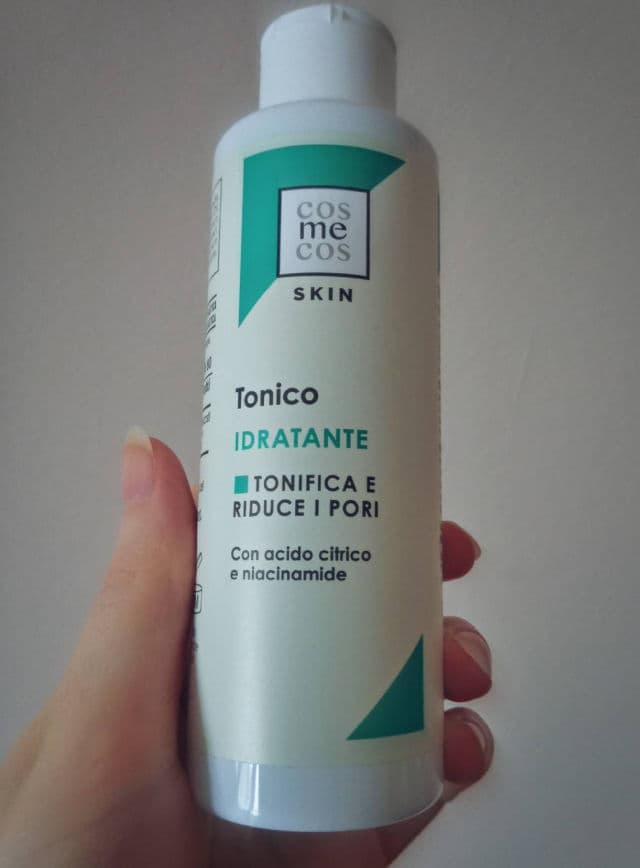 cos
me
cos
SKIN
Tonico
IDRATANTE
TONIFICA E
RIDUCE I PORI
Con acido citrico
e niacinamide